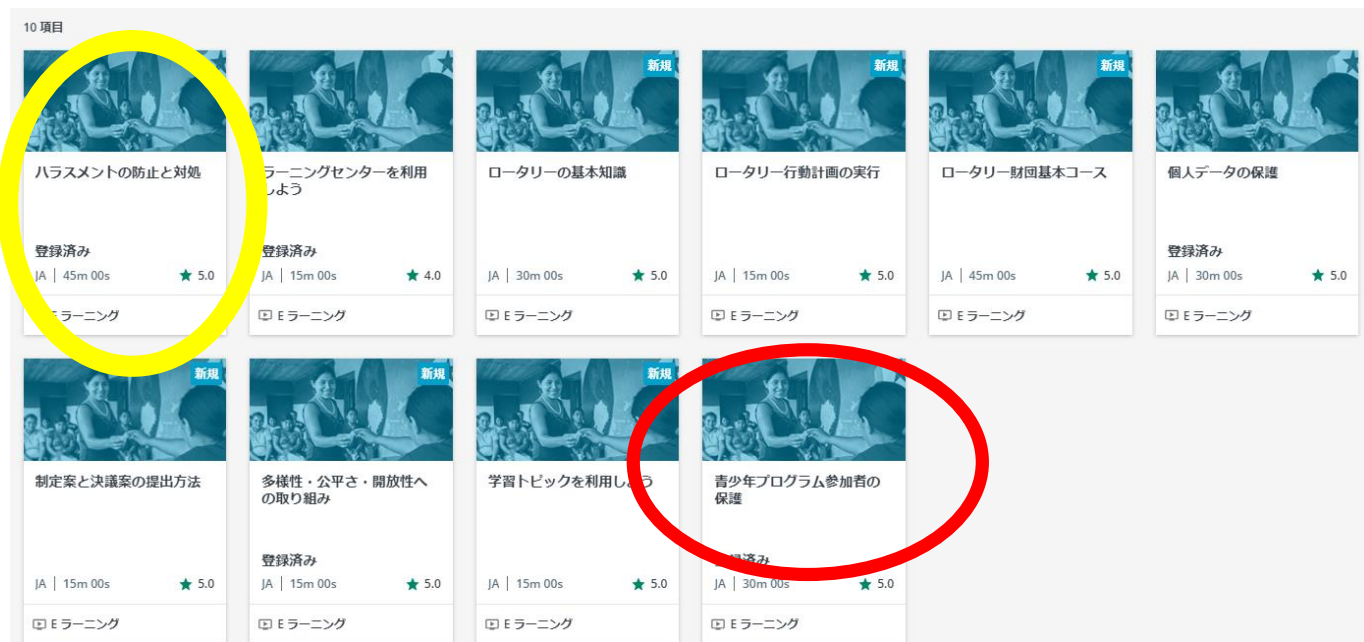 10 項目
新規
新規
新規
ハラスメントの防止と対処
ラーニングセンターを利用
しよう
ロータリーの基本知識
ロータリー行動計画の実行
ロータリー財団基本コース
個人データの保護
登録済み
登録済み
登録済み
JA | 45m 00s ★ 5.0
JA | 15m 00s ★ 4.0
JA | 30m 00s ★ 5.0
JA | 15m 00s ★ 5.0
JA | 45m 00s ★ 5.0
JA | 30m 00s ★ 5.0
E ラーニング
E ラーニング
E ラーニング
E ラーニング
E ラーニング
E ラーニング
新規
新規
新規
制定案と決議案の提出方法
多様性・公平さ・開放性へ
の取り組み
学習トピックを利用しよう
青少年プログラム参加者の
保護
登録済み
登録済み
JA | 15m 00s ★ 5.0
JA | 15m 00s ★ 5.0
JA | 15m 00s ★ 5.0
JA | 30m 00s ★ 5.0
E ラーニング
E ラーニング
E ラーニング
E ラーニング